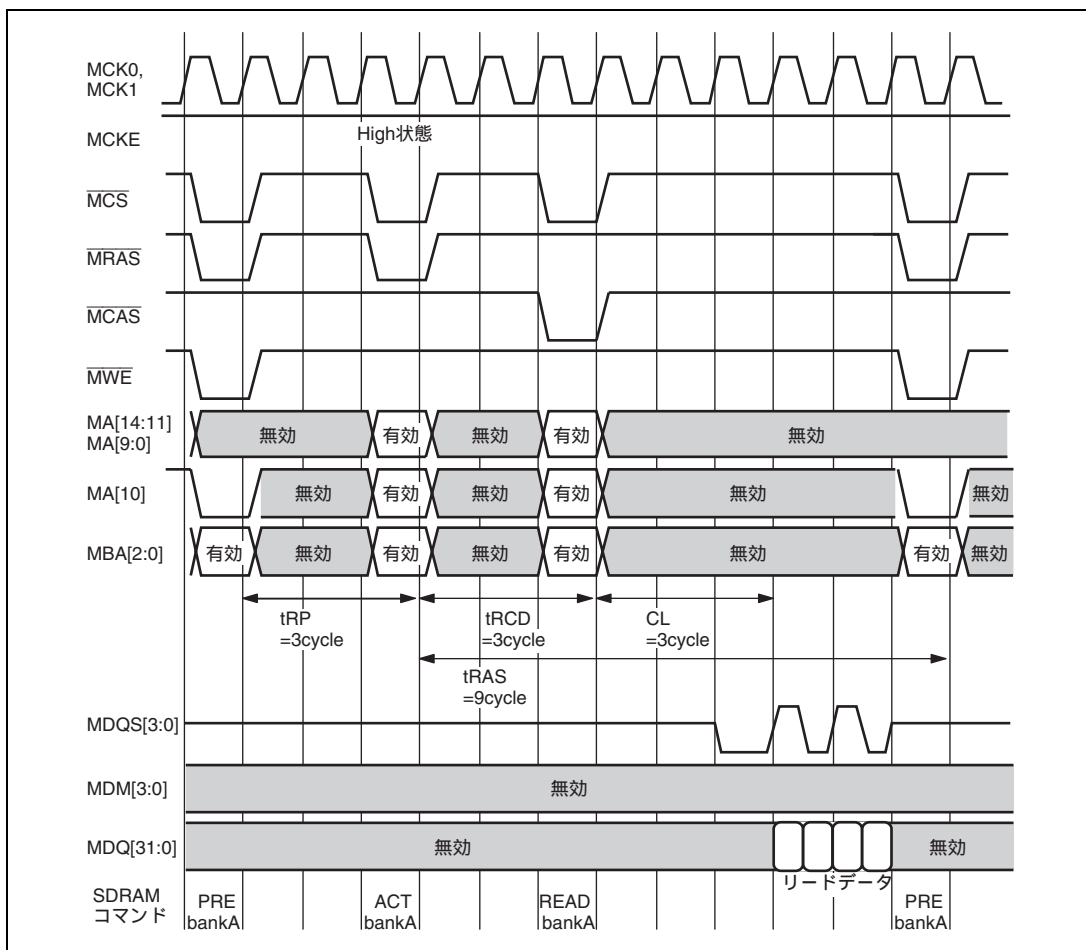 MCK0,
MCK1
MCKE
High状態
MCS
MRAS
MCAS
MWE
MA[14:11]
MA[9:0]
無効 有効 無効 有効 無効
MA[10]
無効 有効 無効 有効 無効 無効
MBA[2:0]
有効 無効 有効 無効 有効 無効 有効 無効
tRP
=3cycle
tRCD
=3cycle
CL
=3cycle
tRAS
=9cycle
MDQS[3:0]
MDM[3:0]
無効
MDQ[31:0]
無効 無効
リードデータ
SDRAM
コマンド
PRE
bankA
ACT
bankA
READ
bankA
PRE
bankA